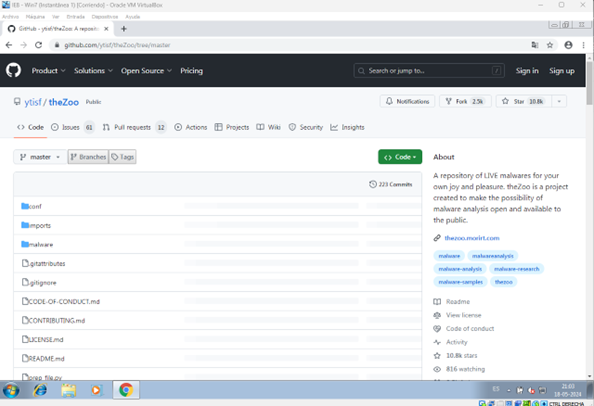 IEB - Win7 (Instantánea 1) [Corriendo] - Oracle VM VirtualBox
Archivo Máquina Ver Entrada Dispositivos Ayuda
GitHub - ytisf/theZoo: A reposito
github.com/ytisf/theZoo/tree/master
Product Solutions Open Source Pricing Search or jump to... / Sign in Sign up
ytisf / theZoo Public Notifications Fork 2.5k Star 10.8k
Code Issues 61 Pull requests 12 Actions Projects Wiki Security Insights
master Branches Tags Code
About
223 Commits
A repository of LIVE malwares for your
own joy and pleasure. theZoo is a project
created to make the possibility of
malware analysis open and available to
the public.
thezoo.morirt.com
malware malwareanalysis
malware-analysis malware-research
malware-samples thezoo
Readme
View license
Code of conduct
Activity
10.8k stars
816 watching
conf
imports
malware
.gitattributes
.gitignore
CODE-OF-CONDUCT.md
CONTRIBUTING.md
LICENSE.md
README.md
prep_file.py
ES
21:03
18-05-2024
CTRL DERECHA